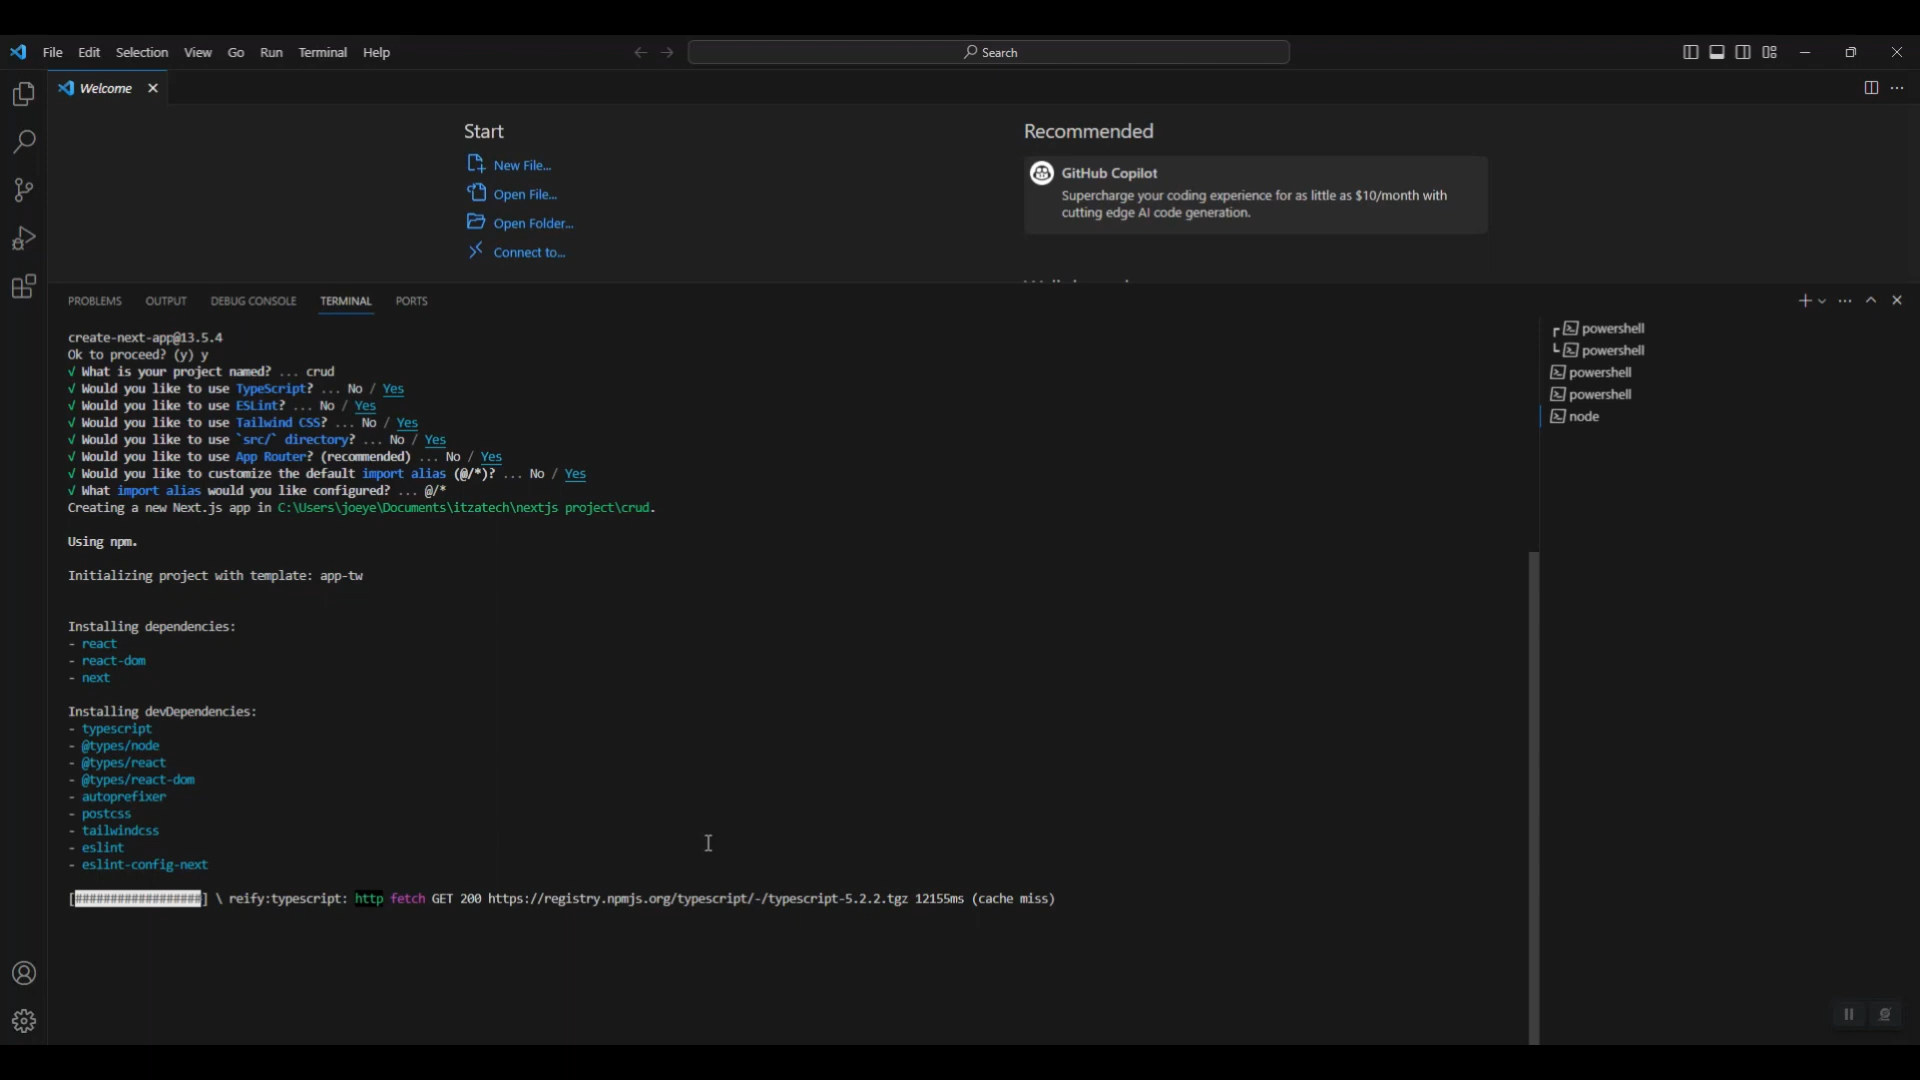 File Edit Selection View Go Run Terminal Help
Search
Welcome
Start
New File...
Open File...
Open Folder...
Connect to...
Recommended
GitHub Copilot
Supercharge your coding experience for as little as $10/month with
cutting edge AI code generation.
PROBLEMS OUTPUT DEBUG CONSOLE TERMINAL PORTS
create-next-app@13.5.4
Ok to proceed? (y) y
√ What is your project named? ... crud
√ Would you like to use TypeScript? ... No / Yes
√ Would you like to use ESLint? ... No / Yes
√ Would you like to use Tailwind CSS? ... No / Yes
√ Would you like to use `src/` directory? ... No / Yes
√ Would you like to use App Router? (recommended) ... No / Yes
√ Would you like to customize the default import alias (@/*)? ... No / Yes
√ What import alias would you like configured? ... @/*
Creating a new Next.js app in C:\Users\joeye\Documents\itzatech\nextjs project\crud.
Using npm.
Initializing project with template: app-tw
Installing dependencies:
- react
- react-dom
- next
Installing devDependencies:
- typescript
- @types/node
- @types/react
- @types/react-dom
- autoprefixer
- postcss
- tailwindcss
- eslint
- eslint-config-next
[##################] \ reify:typescript: http fetch GET 200 https://registry.npmjs.org/typescript/-/typescript-5.2.2.tgz 12155ms (cache miss)
powershell
powershell
powershell
powershell
node